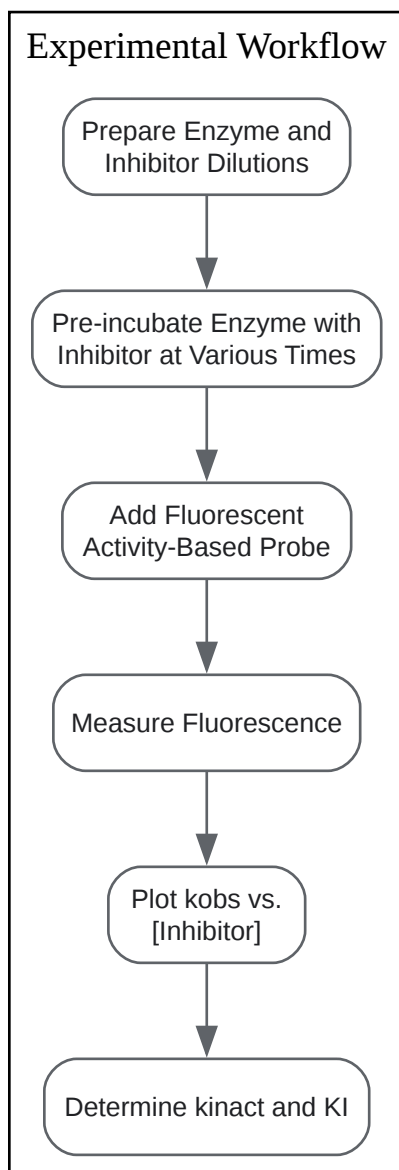 Experimental Workflow
Prepare Enzyme and
Inhibitor Dilutions
Pre-incubate Enzyme with
Inhibitor at Various Times
Add Fluorescent
Activity-Based Probe
Measure Fluorescence
Plot kobs vs.
[Inhibitor]
Determine kinact and KI